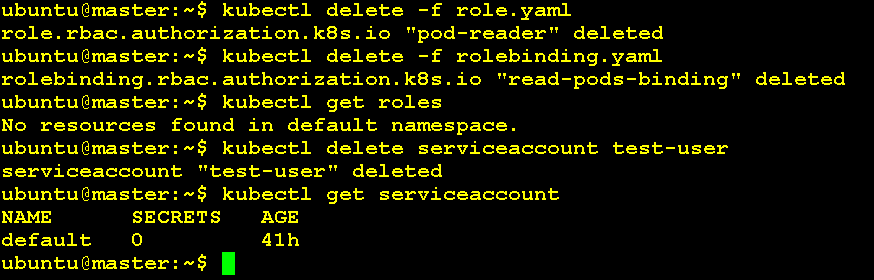 ubuntu@master:~$ kubectl delete -f role.yaml
role.rbac.authorization.k8s.io "pod-reader" deleted
ubuntu@master:~$ kubectl delete -f rolebinding.yaml
rolebinding.rbac.authorization.k8s.io "read-pods-binding" deleted
ubuntu@master:~$ kubectl get roles
No resources found in default namespace.
ubuntu@master:~$ kubectl delete serviceaccount test-user
serviceaccount "test-user" deleted
ubuntu@master:~$ kubectl get serviceaccount
NAME      SECRETS   AGE
default   0         41h
ubuntu@master:~$